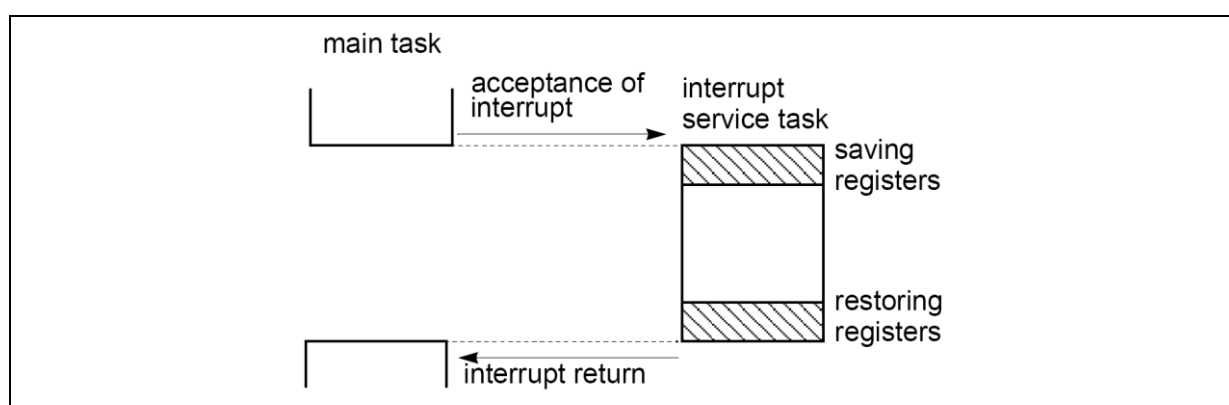 main task
acceptance of
interrupt
interrupt
service task
saving
registers
restoring
registers
interrupt return